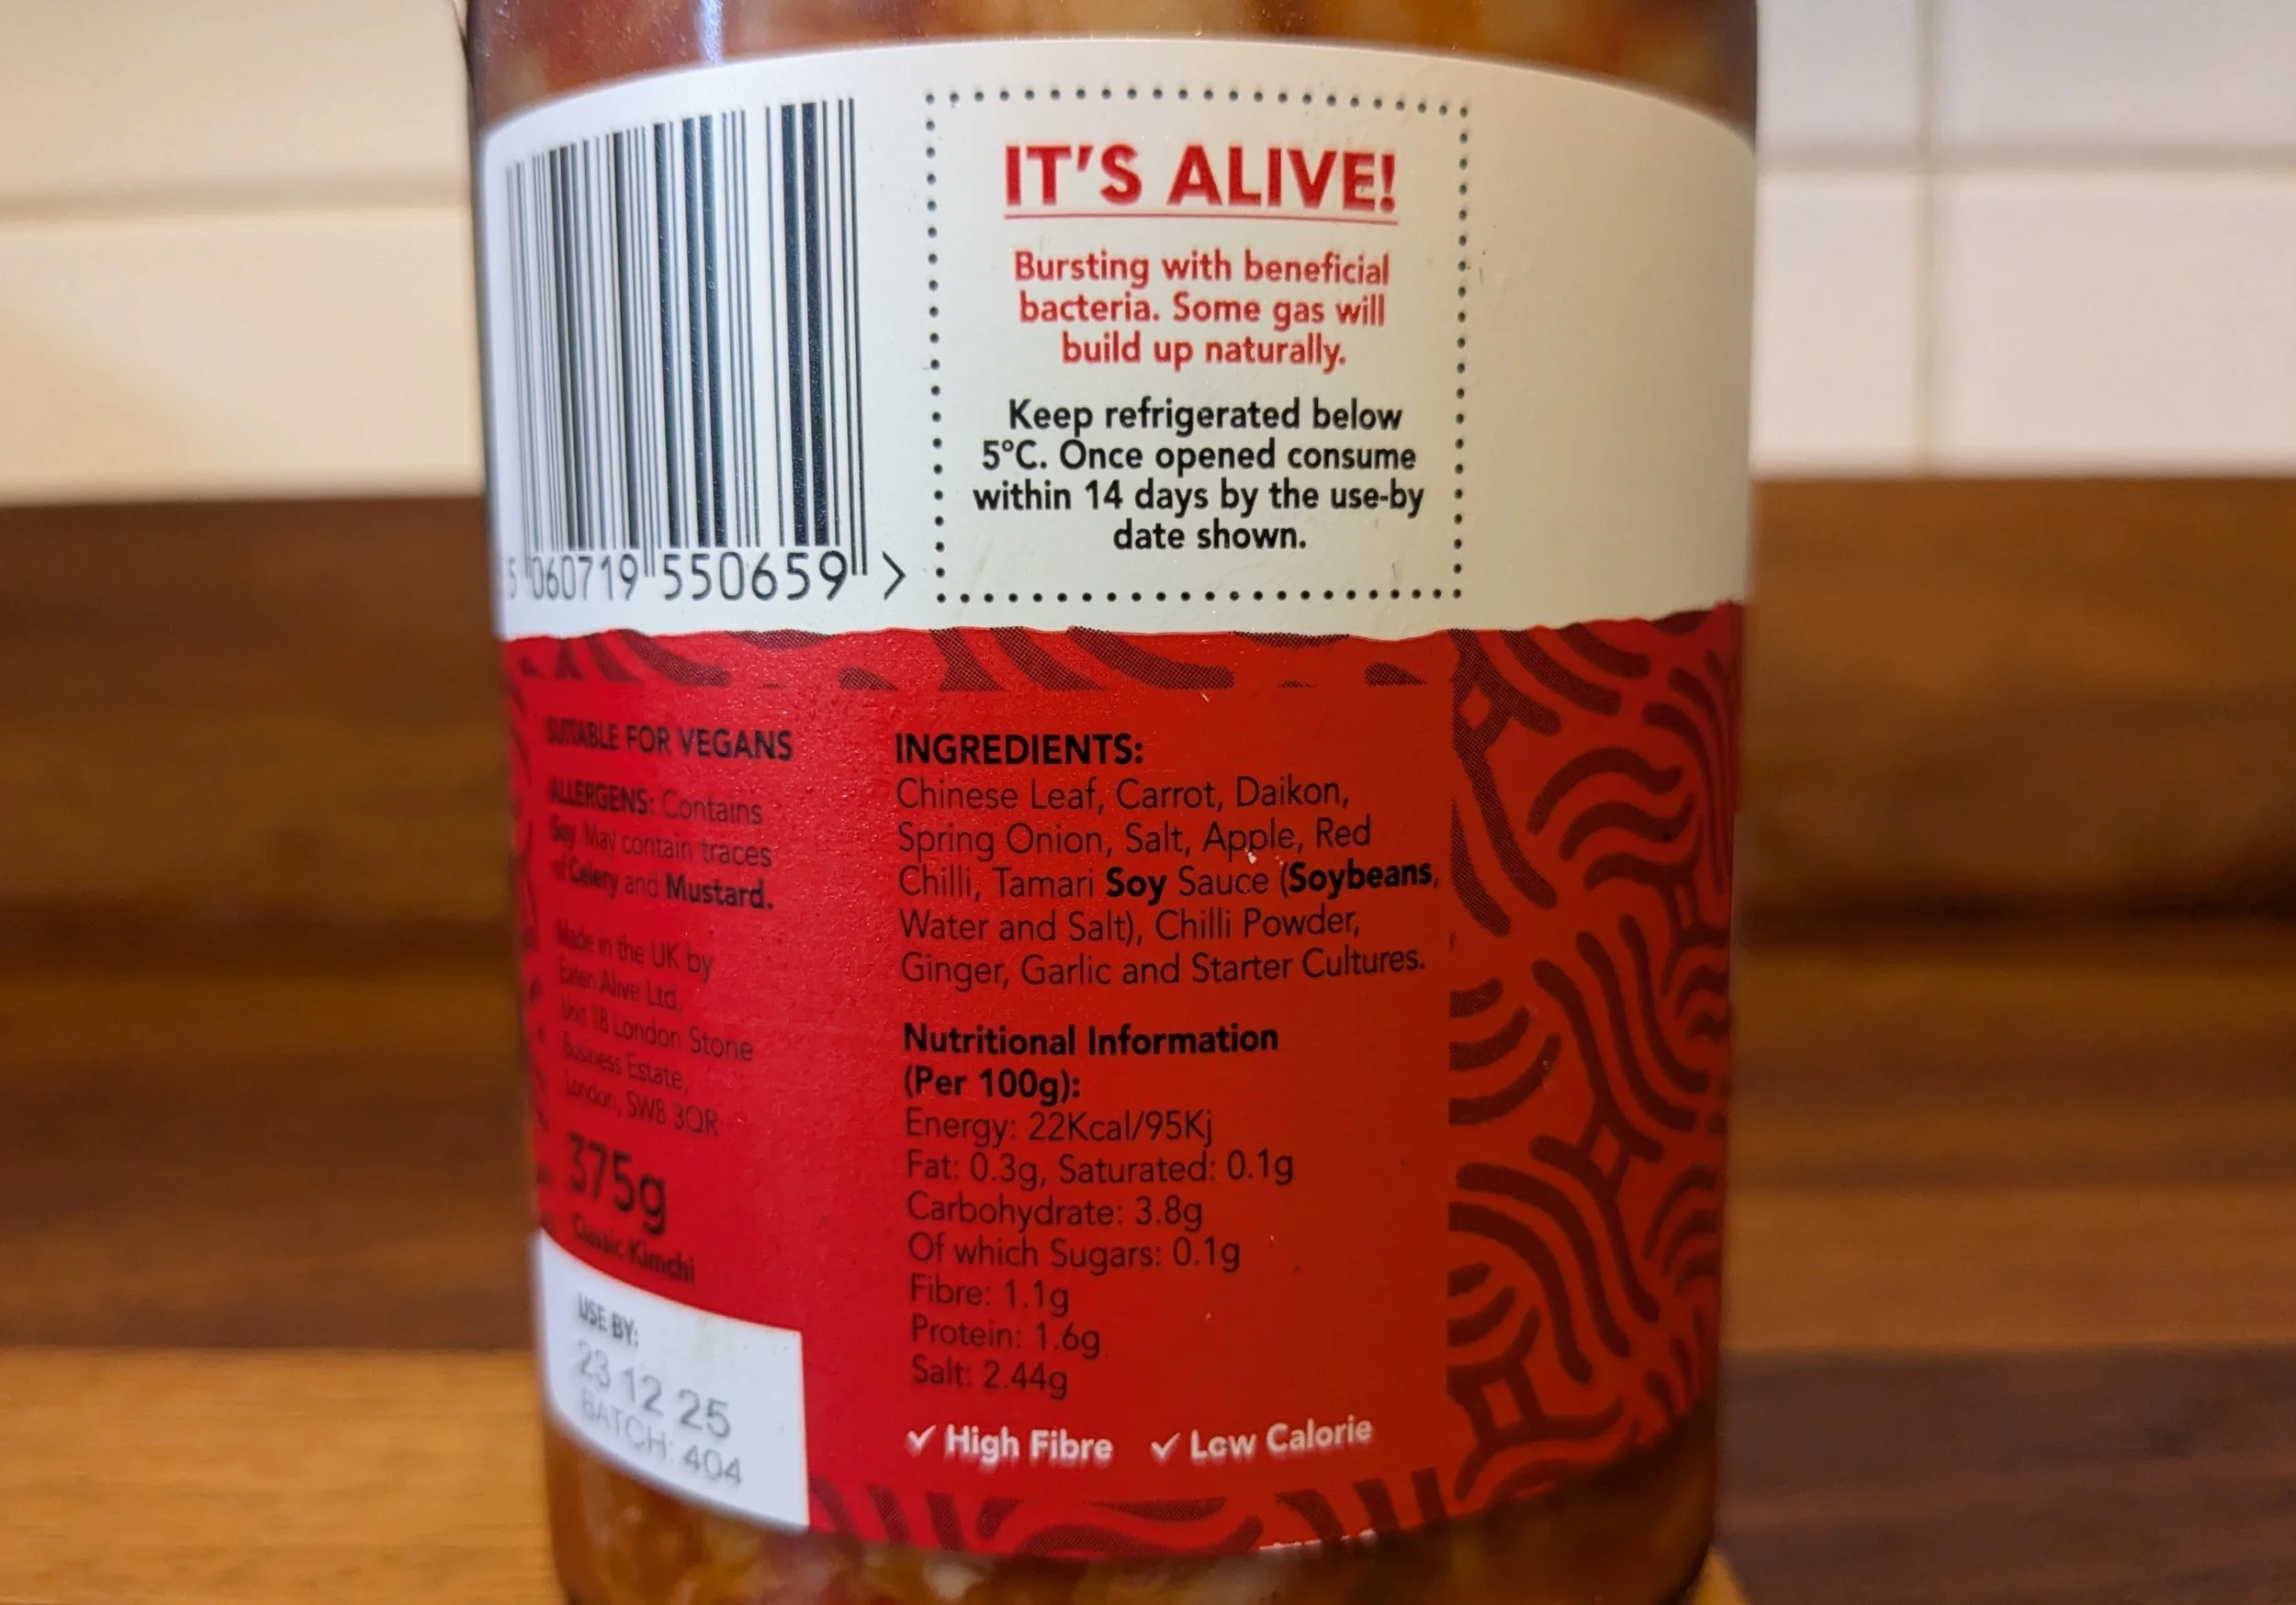 5 060719 550659 >
IT'S ALIVE!
Bursting with beneficial
bacteria. Some gas will
build up naturally.
Keep refrigerated below
5°C. Once opened consume
within 14 days by the use-by
date shown.
SUITABLE FOR VEGANS
ALLERGENS: Contains
Soy. May contain traces
of Celery and Mustard.
Made in the UK by
Eaten Alive Ltd,
Unit 18 London Stone
Business Estate,
London, SW8 3QR
375g
Classic Kimchi
USE BY:
23 12 25
BATCH: 404
INGREDIENTS:
Chinese Leaf, Carrot, Daikon,
Spring Onion, Salt, Apple, Red
Chilli, Tamari Soy Sauce (Soybeans,
Water and Salt), Chilli Powder,
Ginger, Garlic and Starter Cultures.
Nutritional Information
(Per 100g):
Energy: 22Kcal/95Kj
Fat: 0.3g, Saturated: 0.1g
Carbohydrate: 3.8g
Of which Sugars: 0.1g
Fibre: 1.1g
Protein: 1.6g
Salt: 2.44g
✓ High Fibre ✓ Low Calorie